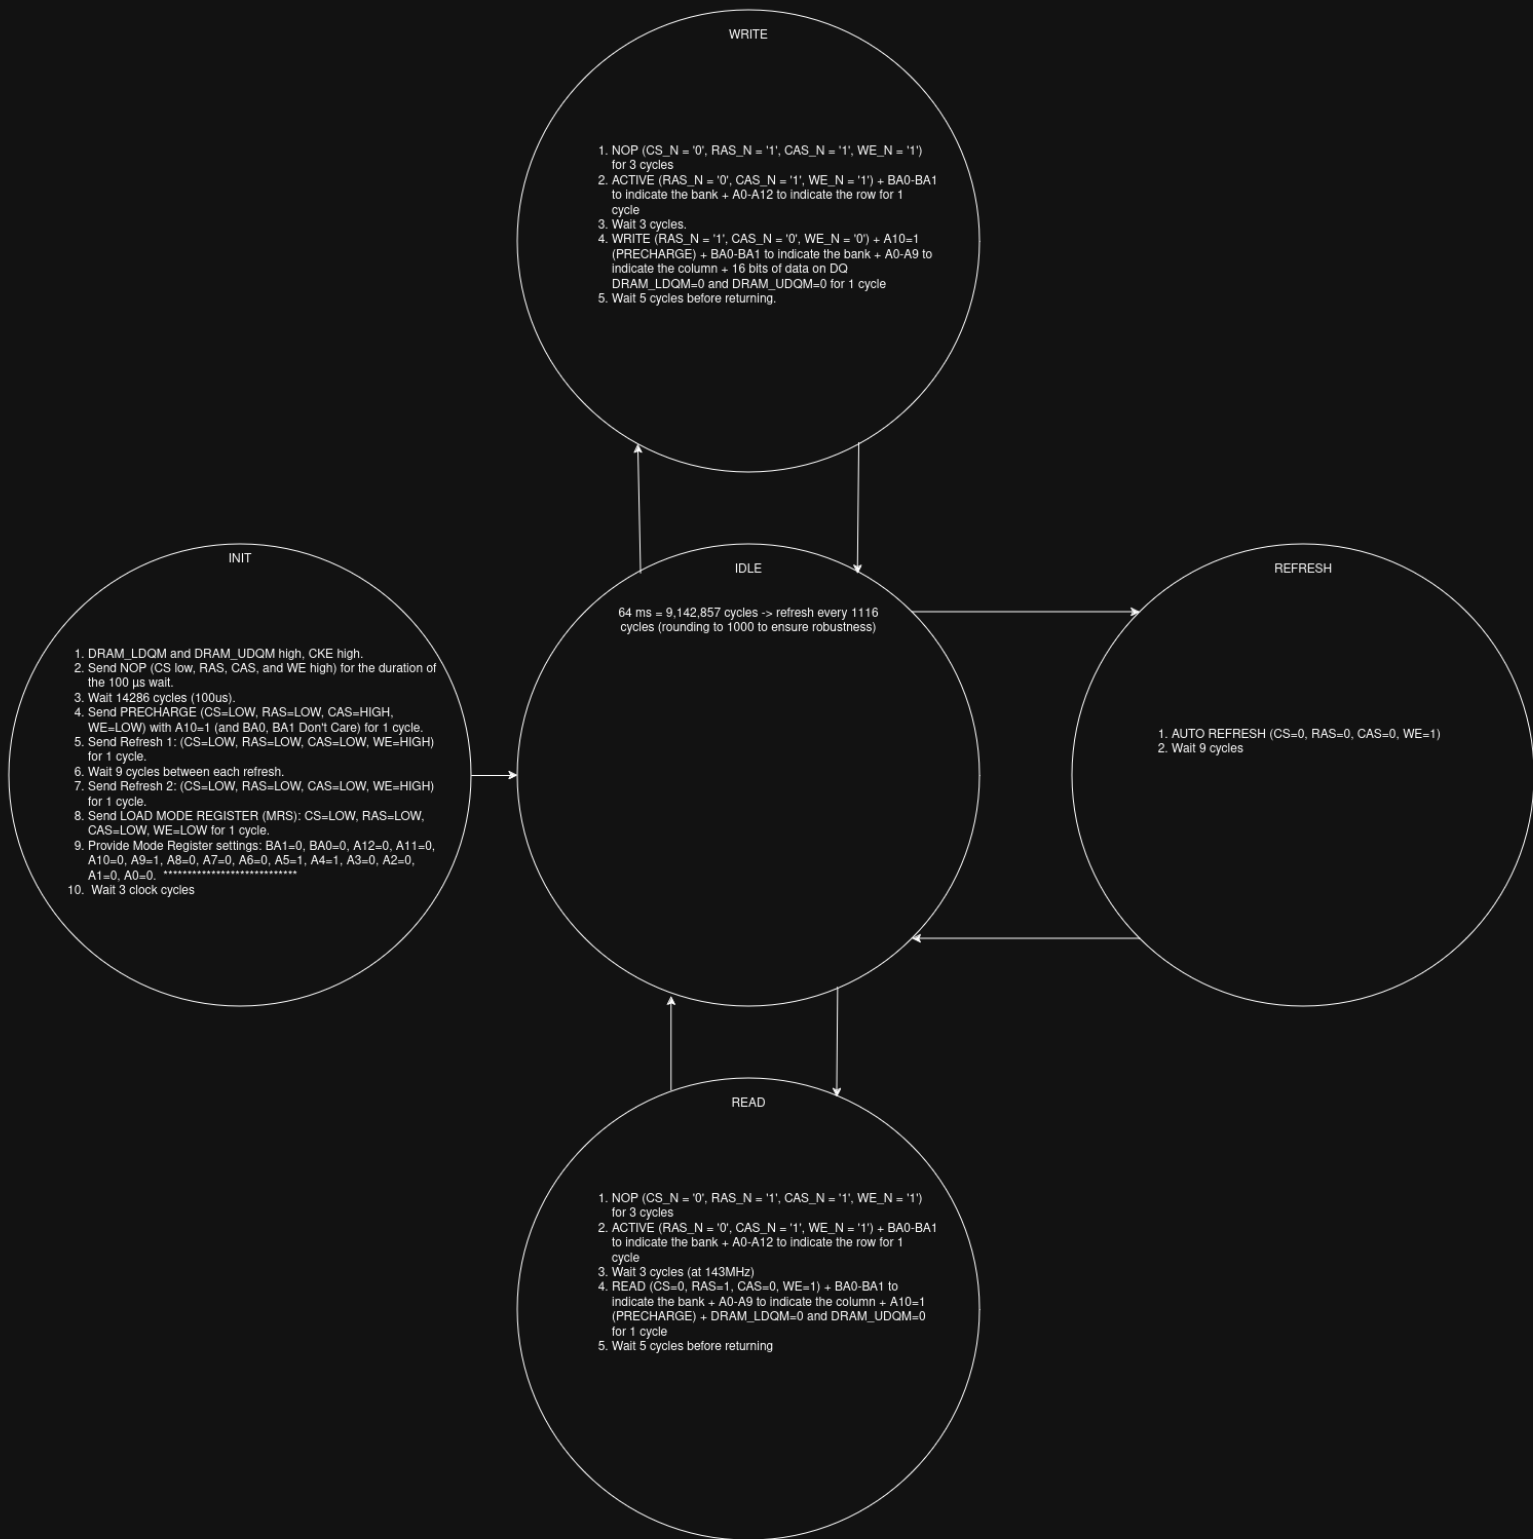 WRITE
1. NOP (CS_N = '0', RAS_N = '1', CAS_N = '1', WE_N = '1')
for 3 cycles
2. ACTIVE (RAS_N = '0', CAS_N = '1', WE_N = '1') + BA0-BA1
to indicate the bank + A0-A12 to indicate the row for 1
cycle
3. Wait 3 cycles.
4. WRITE (RAS_N = '1', CAS_N = '0', WE_N = '0') + A10=1
(PRECHARGE) + BA0-BA1 to indicate the bank + A0-A9 to
indicate the column + 16 bits of data on DQ
DRAM_LDQM=0 and DRAM_UDQM=0 for 1 cycle
5. Wait 5 cycles before returning.
INIT
1. DRAM_LDQM and DRAM_UDQM high, CKE high.
2. Send NOP (CS low, RAS, CAS, and WE high) for the duration of
the 100 µs wait.
3. Wait 14286 cycles (100us).
4. Send PRECHARGE (CS=LOW, RAS=LOW, CAS=HIGH,
WE=LOW) with A10=1 (and BA0, BA1 Don't Care) for 1 cycle.
5. Send Refresh 1: (CS=LOW, RAS=LOW, CAS=LOW, WE=HIGH)
for 1 cycle.
6. Wait 9 cycles between each refresh.
7. Send Refresh 2: (CS=LOW, RAS=LOW, CAS=LOW, WE=HIGH)
for 1 cycle.
8. Send LOAD MODE REGISTER (MRS): CS=LOW, RAS=LOW,
CAS=LOW, WE=LOW for 1 cycle.
9. Provide Mode Register settings: BA1=0, BA0=0, A12=0, A11=0,
A10=0, A9=1, A8=0, A7=0, A6=0, A5=1, A4=1, A3=0, A2=0,
A1=0, A0=0. ****************************
10. Wait 3 clock cycles
IDLE
64 ms = 9,142,857 cycles -> refresh every 1116
cycles (rounding to 1000 to ensure robustness)
REFRESH
1. AUTO REFRESH (CS=0, RAS=0, CAS=0, WE=1)
2. Wait 9 cycles
READ
1. NOP (CS_N = '0', RAS_N = '1', CAS_N = '1', WE_N = '1')
for 3 cycles
2. ACTIVE (RAS_N = '0', CAS_N = '1', WE_N = '1') + BA0-BA1
to indicate the bank + A0-A12 to indicate the row for 1
cycle
3. Wait 3 cycles (at 143MHz)
4. READ (CS=0, RAS=1, CAS=0, WE=1) + BA0-BA1 to
indicate the bank + A0-A9 to indicate the column + A10=1
(PRECHARGE) + DRAM_LDQM=0 and DRAM_UDQM=0
for 1 cycle
5. Wait 5 cycles before returning